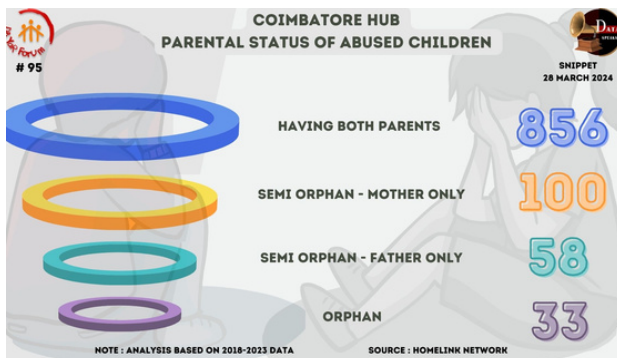 COIMBATORE HUB
PARENTAL STATUS OF ABUSED CHILDREN
# 95
DATA
SPEAKS
SNIPPET
28 MARCH 2024
HAVING BOTH PARENTS 856
SEMI ORPHAN - MOTHER ONLY 100
SEMI ORPHAN - FATHER ONLY 58
ORPHAN 33
NOTE : ANALYSIS BASED ON 2018-2023 DATA SOURCE : HOMELINK NETWORK